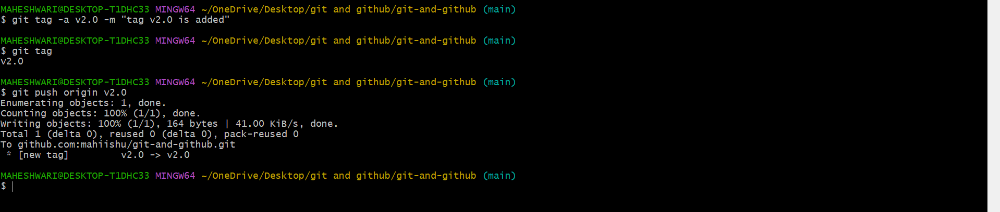 MAHESHWARI@DESKTOP-T1DHC33 MINGW64 ~/OneDrive/Desktop/git and github/git-and-github (main)
$ git tag -a v2.0 -m "tag v2.0 is added"
MAHESHWARI@DESKTOP-T1DHC33 MINGW64 ~/OneDrive/Desktop/git and github/git-and-github (main)
$ git tag
v2.0
MAHESHWARI@DESKTOP-T1DHC33 MINGW64 ~/OneDrive/Desktop/git and github/git-and-github (main)
$ git push origin v2.0
Enumerating objects: 1, done.
Counting objects: 100% (1/1), done.
Writing objects: 100% (1/1), 164 bytes | 41.00 KiB/s, done.
Total 1 (delta 0), reused 0 (delta 0), pack-reused 0
To github.com:mahiishu/git-and-github.git
 * [new tag]         v2.0 -> v2.0
MAHESHWARI@DESKTOP-T1DHC33 MINGW64 ~/OneDrive/Desktop/git and github/git-and-github (main)
$